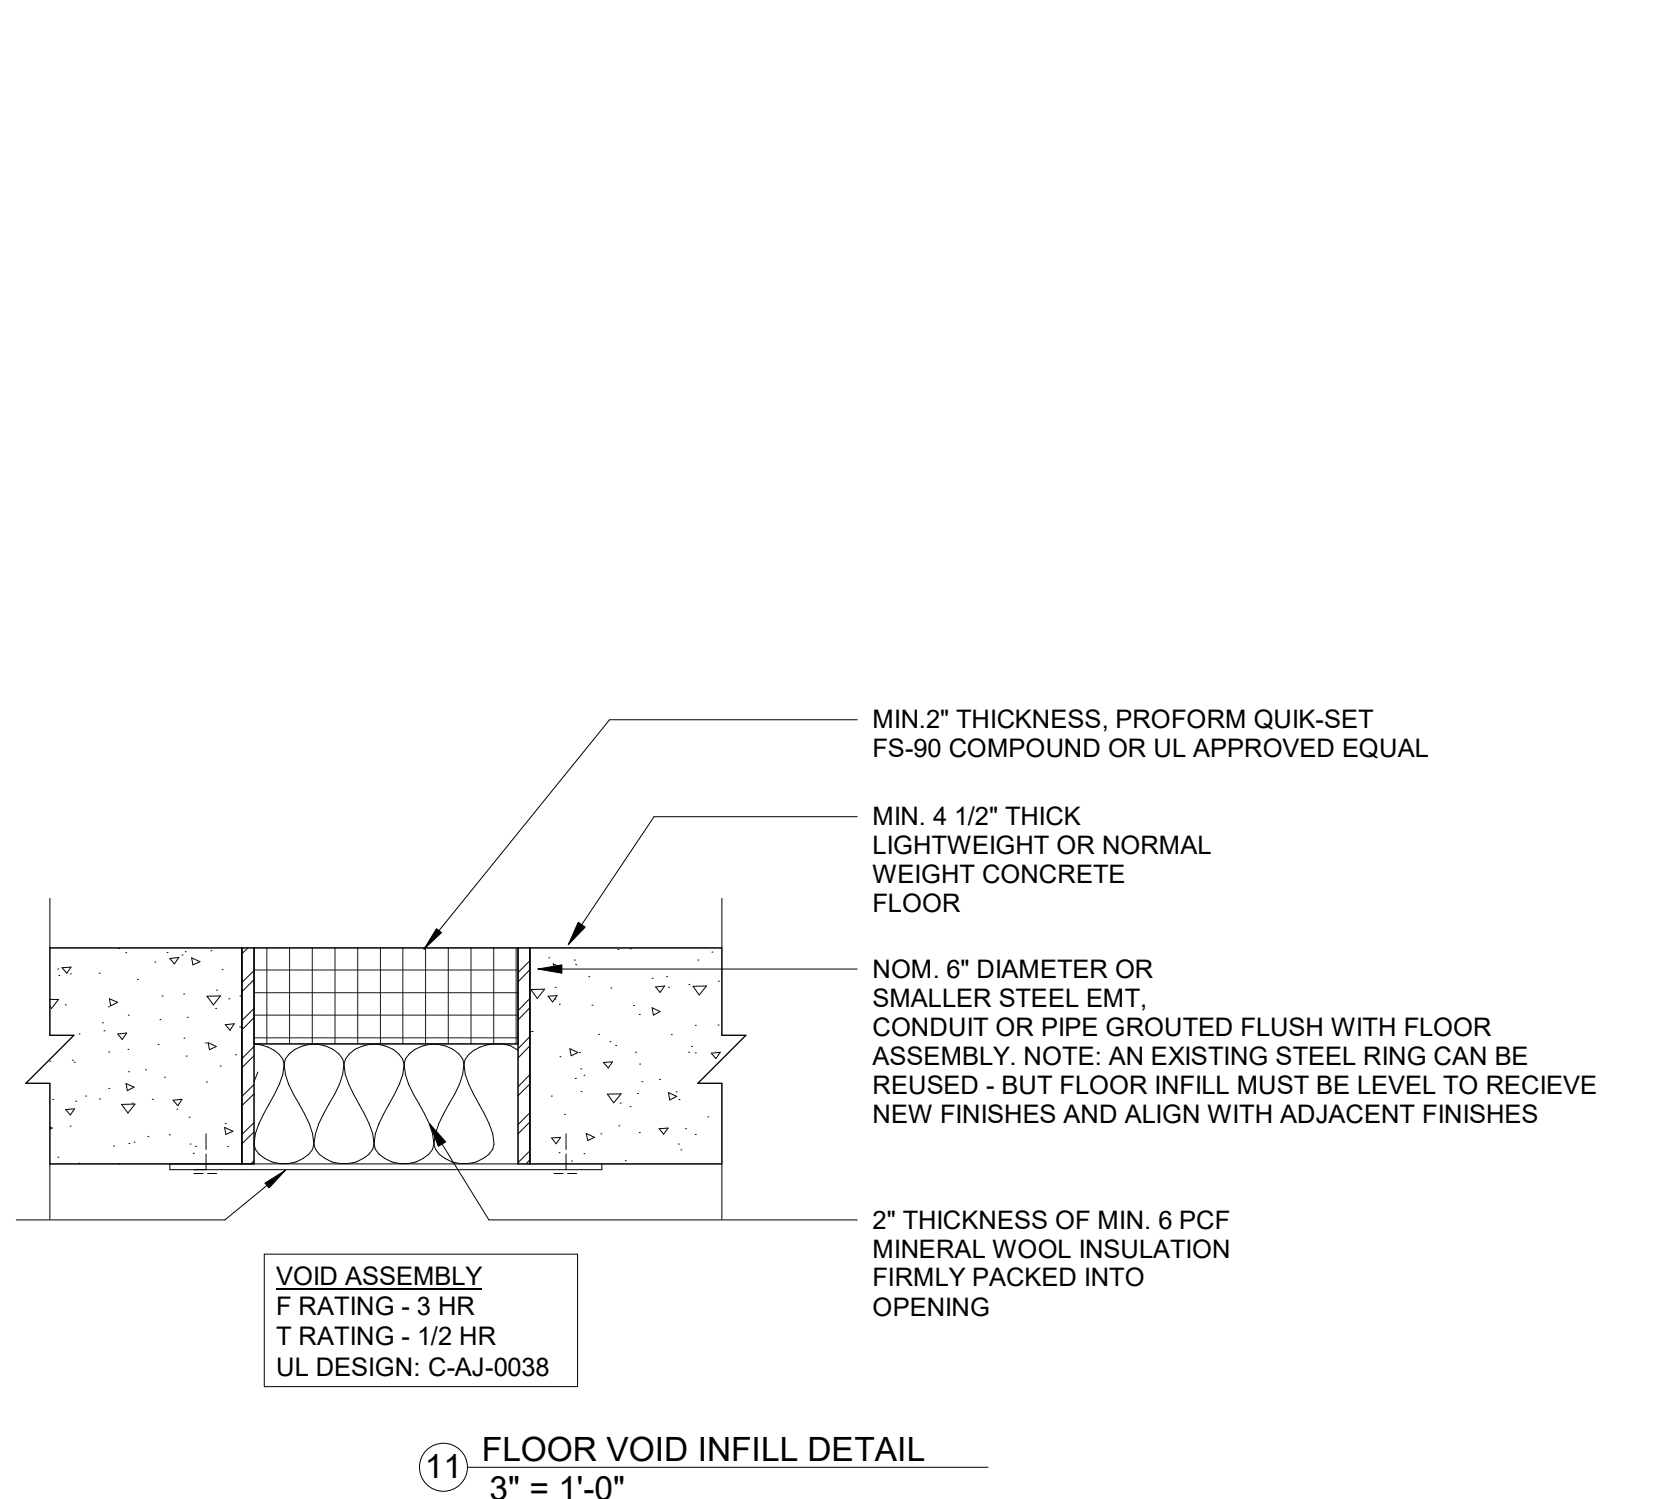 MIN.2" THICKNESS, PROFORM QUIK-SET
FS-90 COMPOUND OR UL APPROVED EQUAL
MIN. 4 1/2" THICK
LIGHTWEIGHT OR NORMAL
WEIGHT CONCRETE
FLOOR
NOM. 6" DIAMETER OR
SMALLER STEEL EMT,
CONDUIT OR PIPE GROUTED FLUSH WITH FLOOR
ASSEMBLY. NOTE: AN EXISTING STEEL RING CAN BE
REUSED - BUT FLOOR INFILL MUST BE LEVEL TO RECIEVE
NEW FINISHES AND ALIGN WITH ADJACENT FINISHES
2" THICKNESS OF MIN. 6 PCF
MINERAL WOOL INSULATION
FIRMLY PACKED INTO
OPENING
VOID ASSEMBLY
F RATING - 3 HR
T RATING - 1/2 HR
UL DESIGN: C-AJ-0038
11 FLOOR VOID INFILL DETAIL
3" = 1'-0"